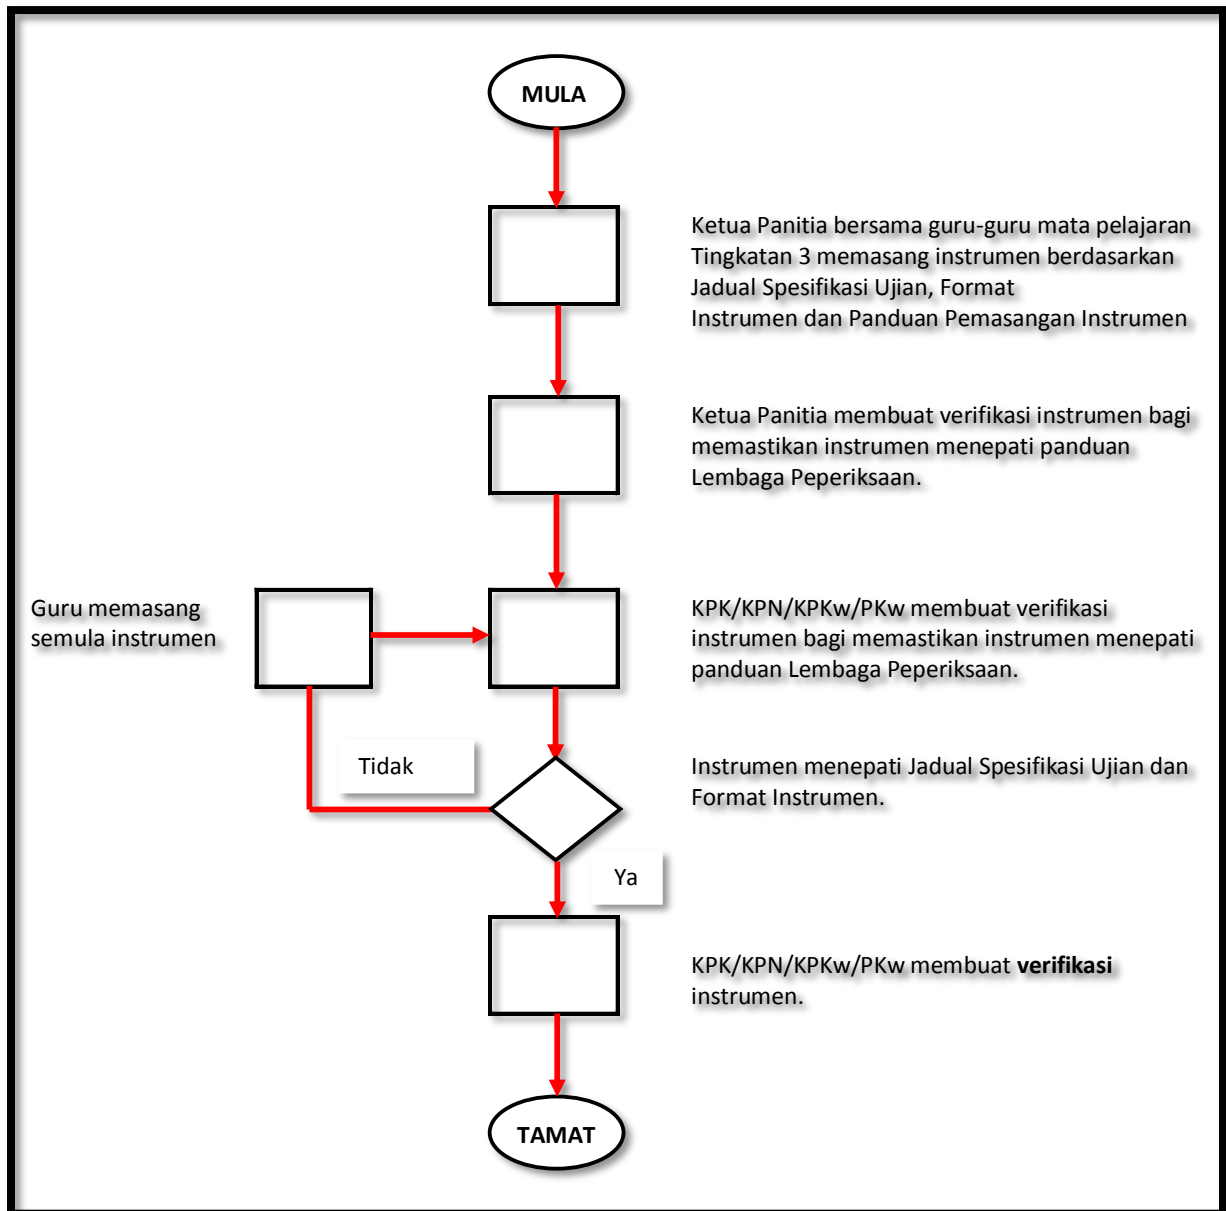 MULA
Ketua Panitia bersama guru-guru mata pelajaran
Tingkatan 3 memasang instrumen berdasarkan
Jadual Spesifikasi Ujian, Format
Instrumen dan Panduan Pemasangan Instrumen
Ketua Panitia membuat verifikasi instrumen bagi
memastikan instrumen menepati panduan
Lembaga Peperiksaan.
Guru memasang
semula instrumen
KPK/KPN/KPKw/PKw membuat verifikasi
instrumen bagi memastikan instrumen menepati
panduan Lembaga Peperiksaan.
Tidak
Instrumen menepati Jadual Spesifikasi Ujian dan
Format Instrumen.
Ya
KPK/KPN/KPKw/PKw membuat verifikasi
instrumen.
TAMAT